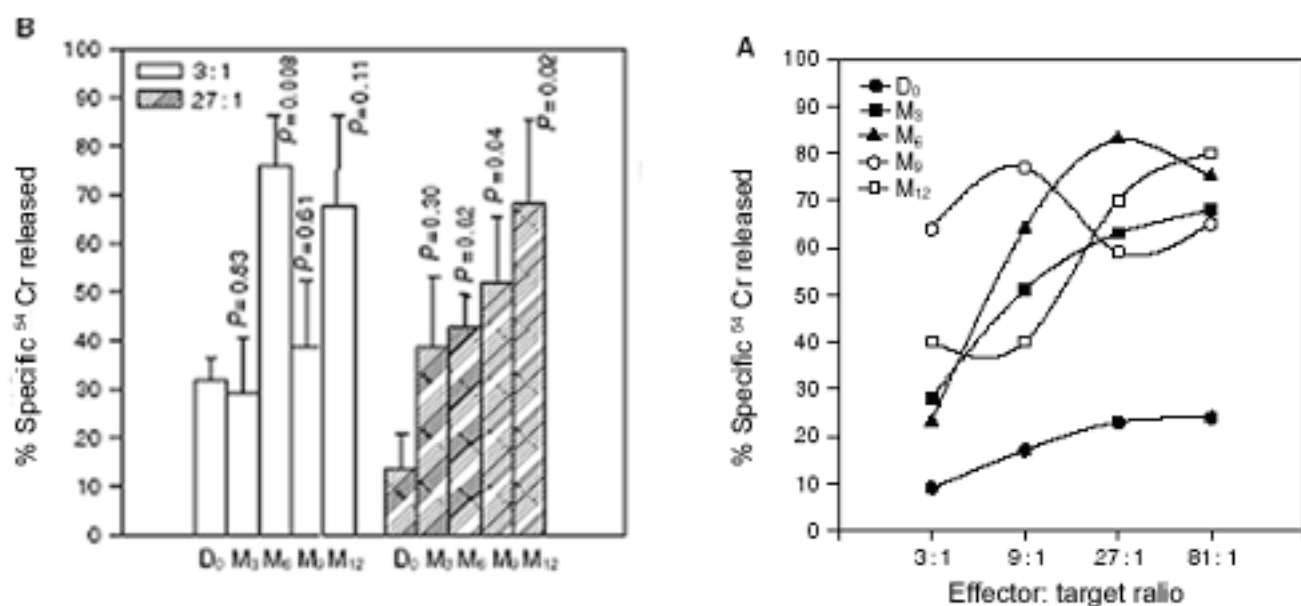 B
100
90
80
70
60
50
40
30
20
10
0
% Specific ⁵⁴ Cr released
3:1
27:1
P=0.83
P=0.008
P=0.61
P=0.11
P=0.30
P=0.02
P=0.04
P=0.02
D₀ M₃ M₆ M₉ M₁₂ D₀ M₃ M₆ M₉ M₁₂
A
100
90
80
70
60
50
40
30
20
10
0
% Specific ⁵⁴ Cr released
D₀
M₃
M₆
M₉
M₁₂
3:1 9:1 27:1 81:1
Effector: target ralio